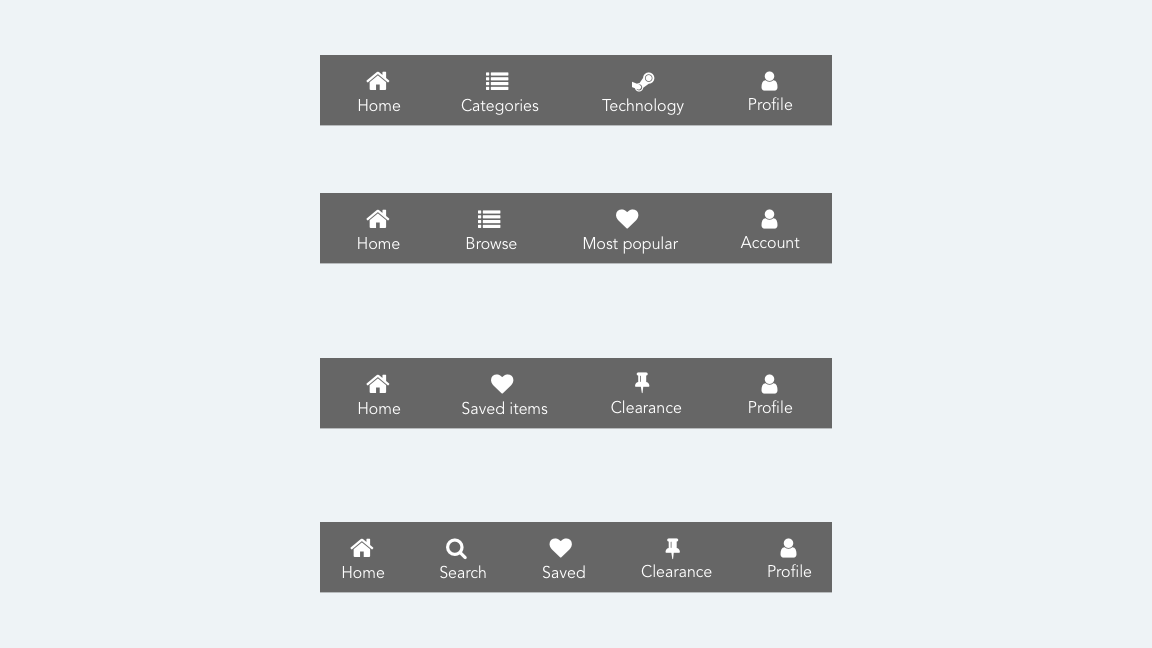 Home Categories Technology Profile
Home Browse Most popular Account
Home Saved items Clearance Profile
Home Search Saved Clearance Profile